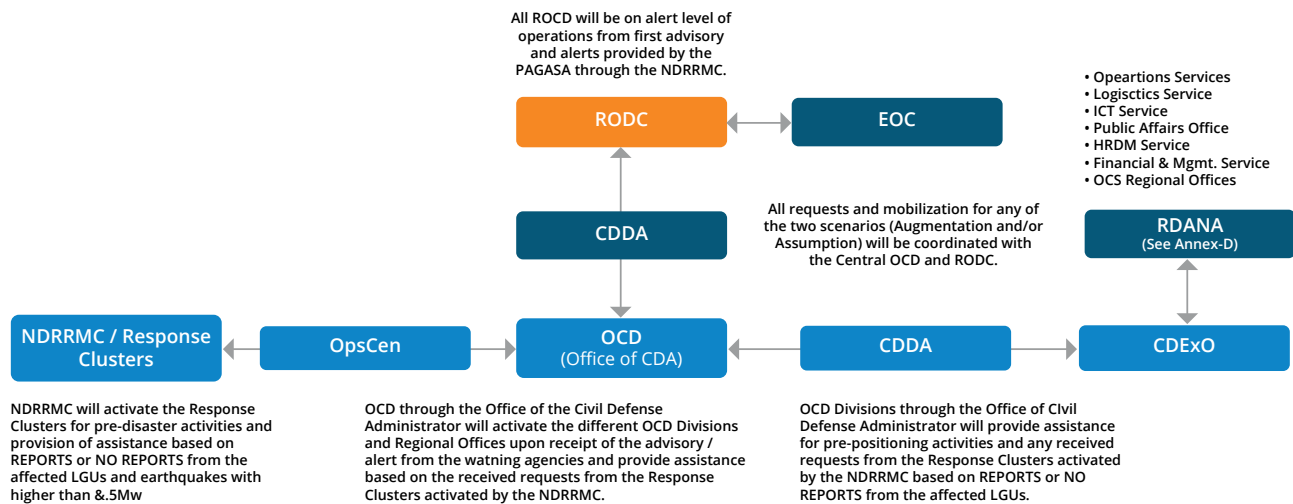 All ROCD will be on alert level of
operations from first advisory
and alerts provided by the
PAGASA through the NDRRMC.
• Opeartions Services
• Logisctics Service
• ICT Service
• Public Affairs Office
• HRDM Service
• Financial & Mgmt. Service
• OCS Regional Offices
RODC
EOC
CDDA
All requests and mobilization for any of
the two scenarios (Augmentation and/or
Assumption) will be coordinated with
the Central OCD and RODC.
RDANA
(See Annex-D)
NDRRMC / Response
Clusters
OpsCen
OCD
(Office of CDA)
CDDA
CDExO
NDRRMC will activate the Response
Clusters for pre-disaster activities and
provision of assistance based on
REPORTS or NO REPORTS from the
affected LGUs and earthquakes with
higher than &.5Mw
OCD through the Office of the Civil Defense
Administrator will activate the different OCD Divisions
and Regional Offices upon receipt of the advisory /
alert from the watning agencies and provide assistance
based on the received requests from the Response
Clusters activated by the NDRRMC.
OCD Divisions through the Office of CIvil
Defense Administrator will provide assistance
for pre-positioning activities and any received
requests from the Response Clusters activated
by the NDRRMC based on REPORTS or NO
REPORTS from the affected LGUs.